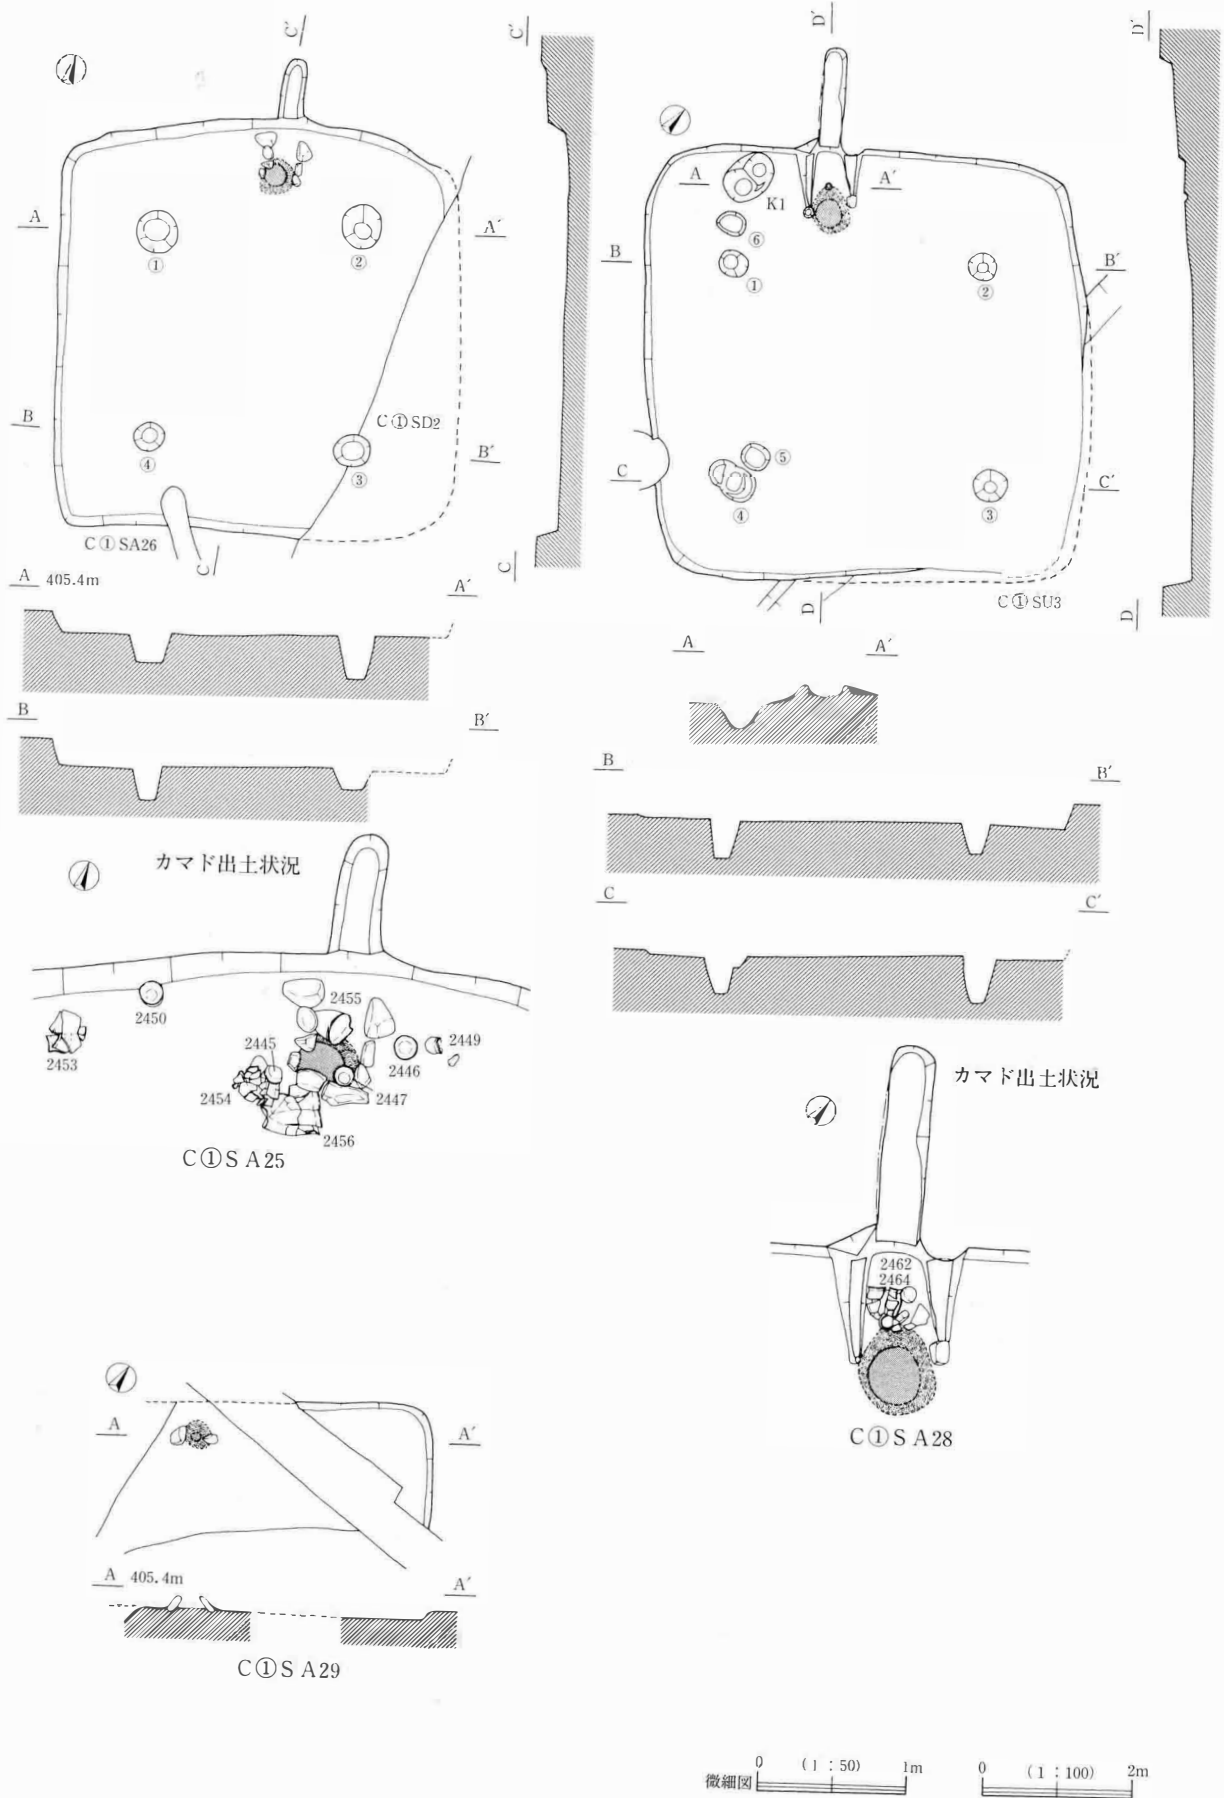 C′
A
A′
①
②
B
C①SD2
B′
④
③
C①SA26
C
C′
C
A 405.4m
A′
B
B′
カマド出土状況
2455
2450
2453
2445
2446
2449
2454
2447
2456
C①SA25
A
A′
A 405.4m
A′
C①SA29
D′
A
A′
K1
⑥
B
B′
①
②
C
⑤
C′
④
③
D
C①SU3
D′
D
A
A′
B
B′
C
C′
カマド出土状況
2462
2464
C①SA28
微細図 0 (1:50) 1m
0 (1:100) 2m